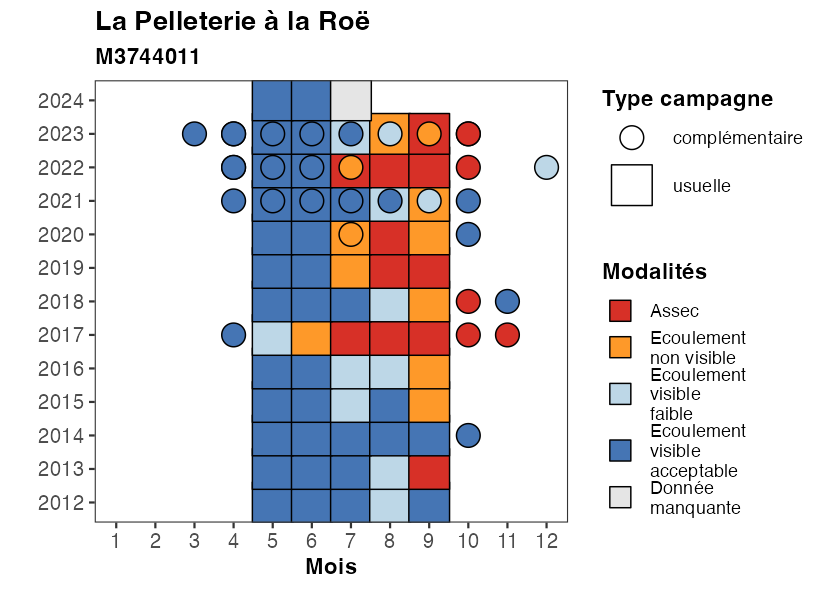 La Pelleterie à la Roë
M3744011
2024
2023
2022
2021
2020
2019
2018
2017
2016
2015
2014
2013
2012
1 2 3 4 5 6 7 8 9 10 11 12
Mois
Type campagne
complémentaire
usuelle
Modalités
Assec
Ecoulement
non visible
Ecoulement
visible
faible
Ecoulement
visible
acceptable
Donnée
manquante